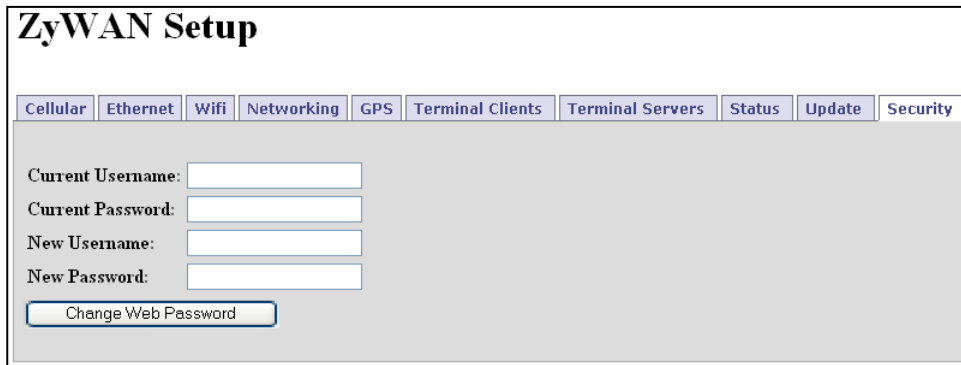 ZyWAN Setup
Cellular Ethernet Wifi Networking GPS Terminal Clients Terminal Servers Status Update Security
Current Username:
Current Password:
New Username:
New Password:
Change Web Password